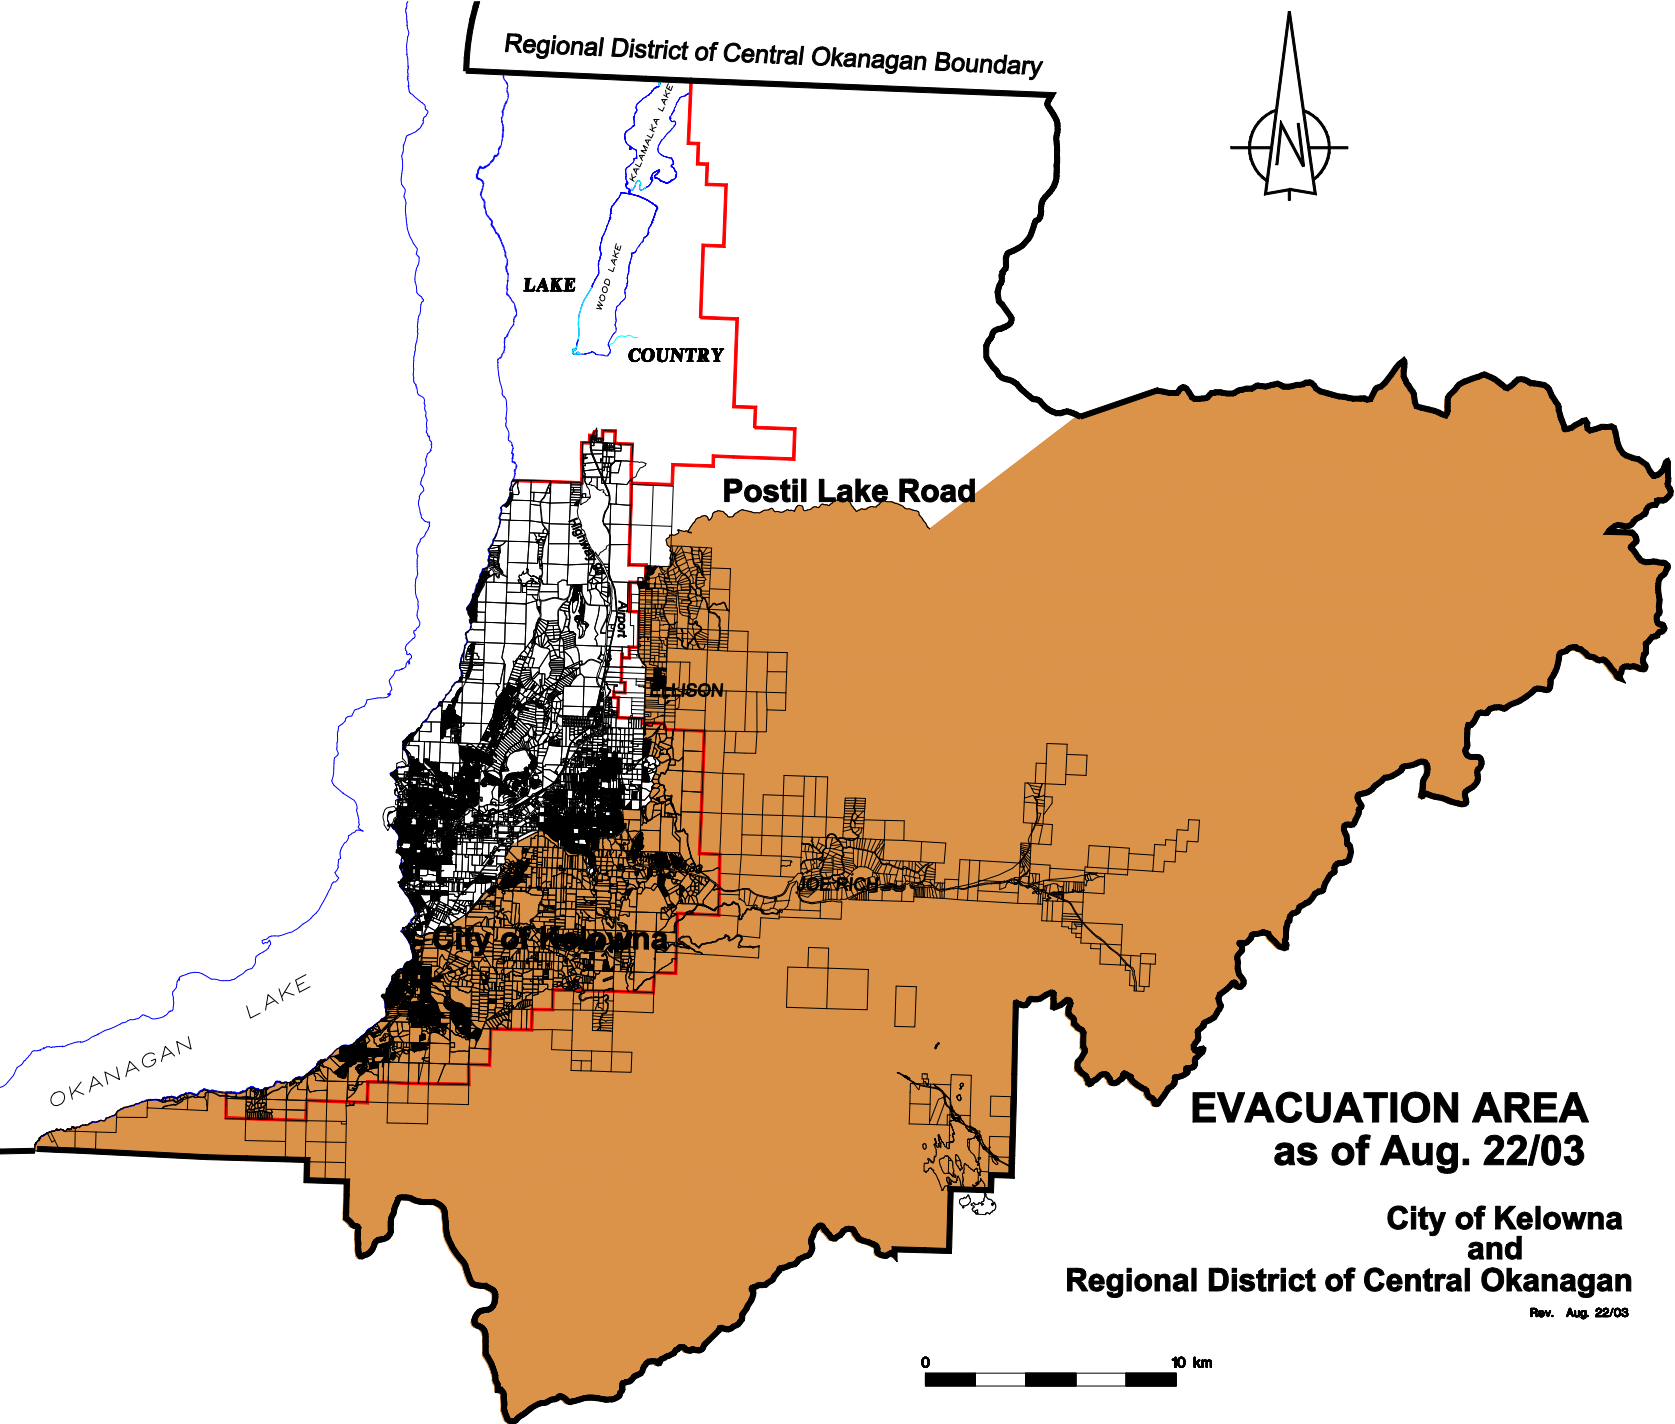 Regional District of Central Okanagan Boundary
N
KALAMALKA LAKE
WOOD LAKE
LAKE
COUNTRY
Postil Lake Road
Highway
Airport
ELLISON
JOE RICH
City of Kelowna
OKANAGAN LAKE
EVACUATION AREA
as of Aug. 22/03
City of Kelowna
and
Regional District of Central Okanagan
Rev. Aug. 22/03
0 10 km